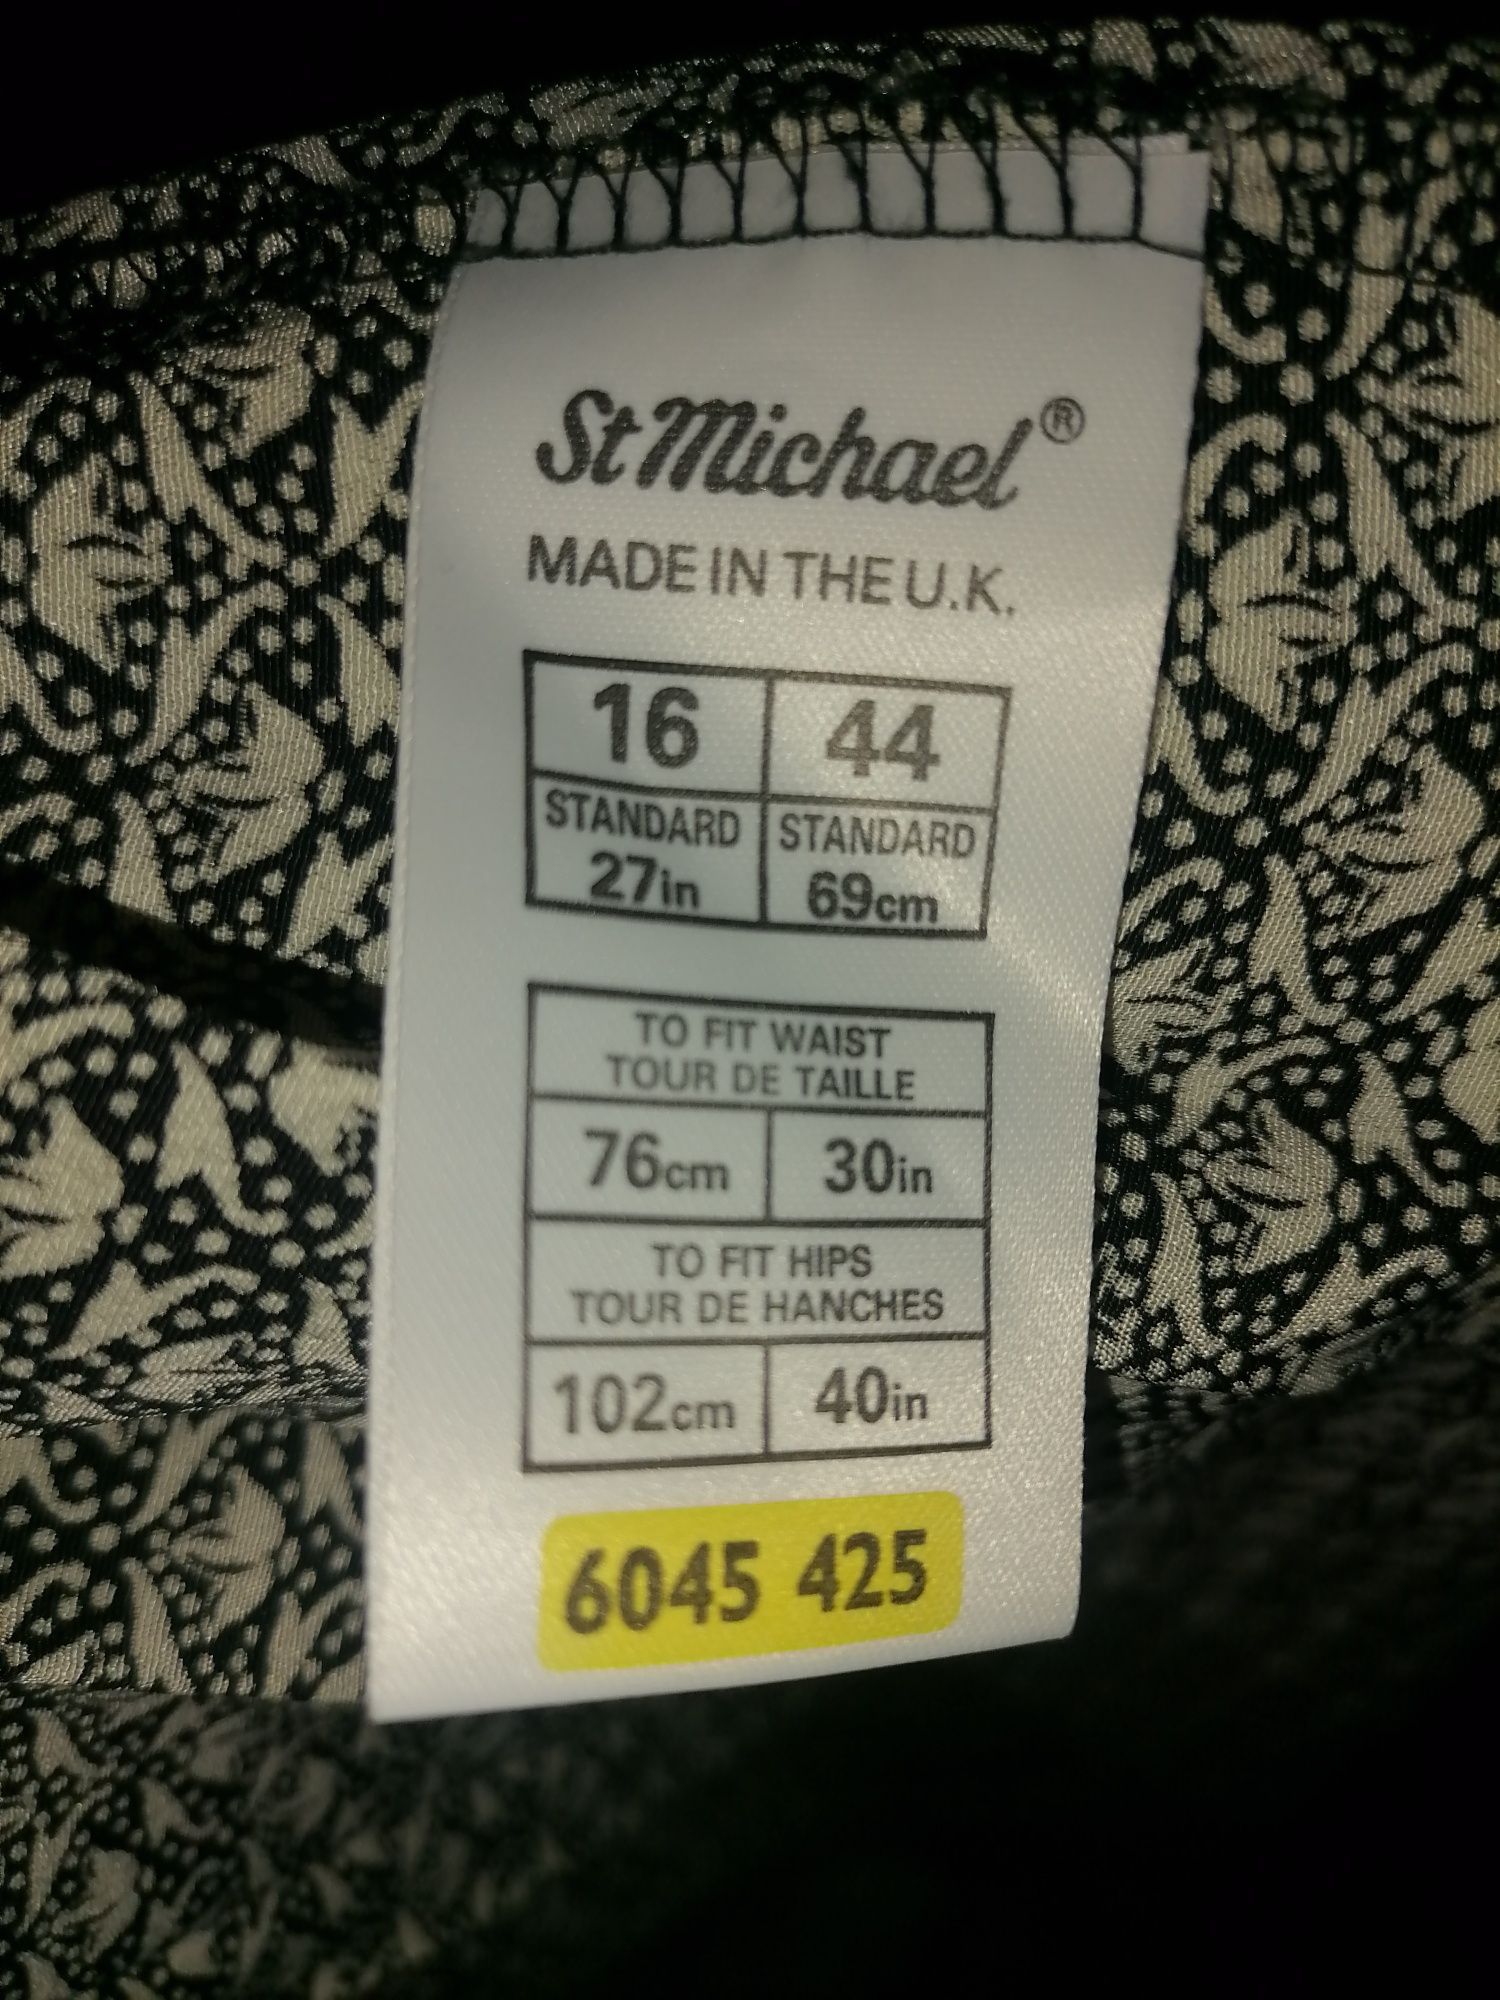 St Michael®
MADE IN THE U.K.
16 44
STANDARD STANDARD
27in 69cm
TO FIT WAIST
TOUR DE TAILLE
76cm 30in
TO FIT HIPS
TOUR DE HANCHES
102cm 40in
6045 425